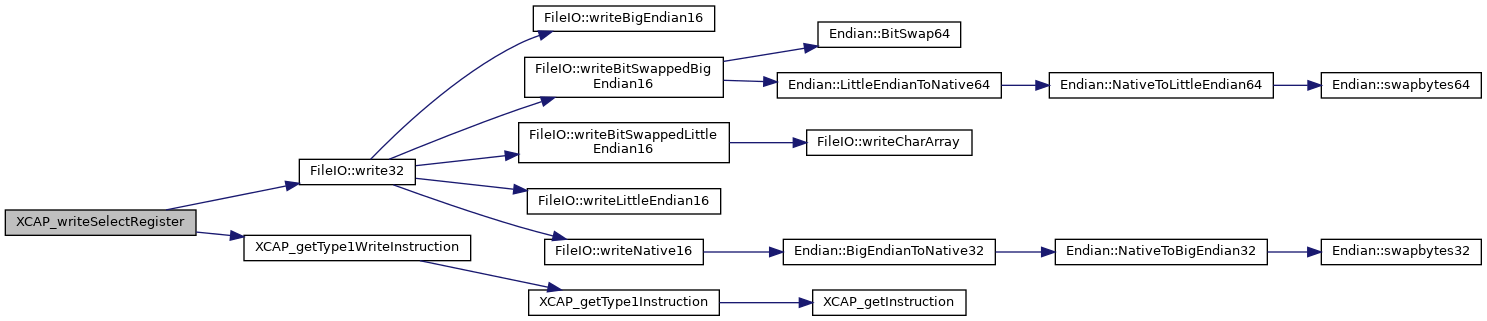 XCAP_writeSelectRegister
FileIO::write32
XCAP_getType1WriteInstruction
FileIO::writeBigEndian16
FileIO::writeBitSwappedBig
Endian16
FileIO::writeBitSwappedLittle
Endian16
FileIO::writeLittleEndian16
FileIO::writeNative16
XCAP_getType1Instruction
Endian::BitSwap64
Endian::LittleEndianToNative64
FileIO::writeCharArray
Endian::BigEndianToNative32
XCAP_getInstruction
Endian::NativeToLittleEndian64
Endian::NativeToBigEndian32
Endian::swapbytes64
Endian::swapbytes32